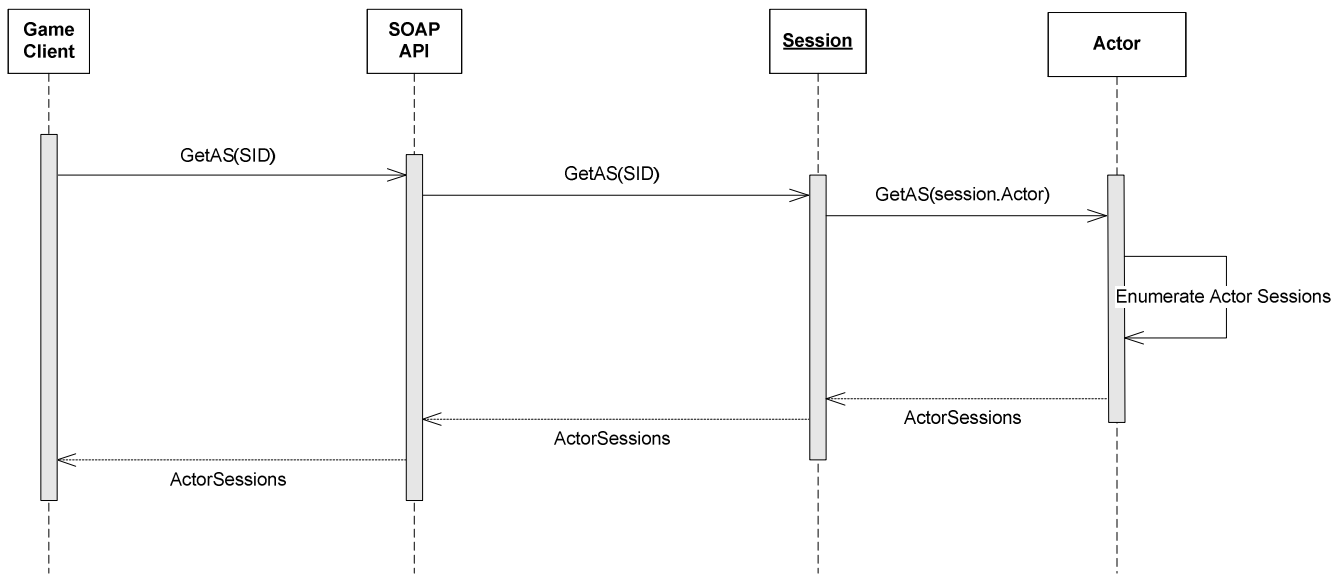 Game
Client
SOAP
API
Session
Actor
GetAS(SID)
GetAS(SID)
GetAS(session.Actor)
Enumerate Actor Sessions
ActorSessions
ActorSessions
ActorSessions